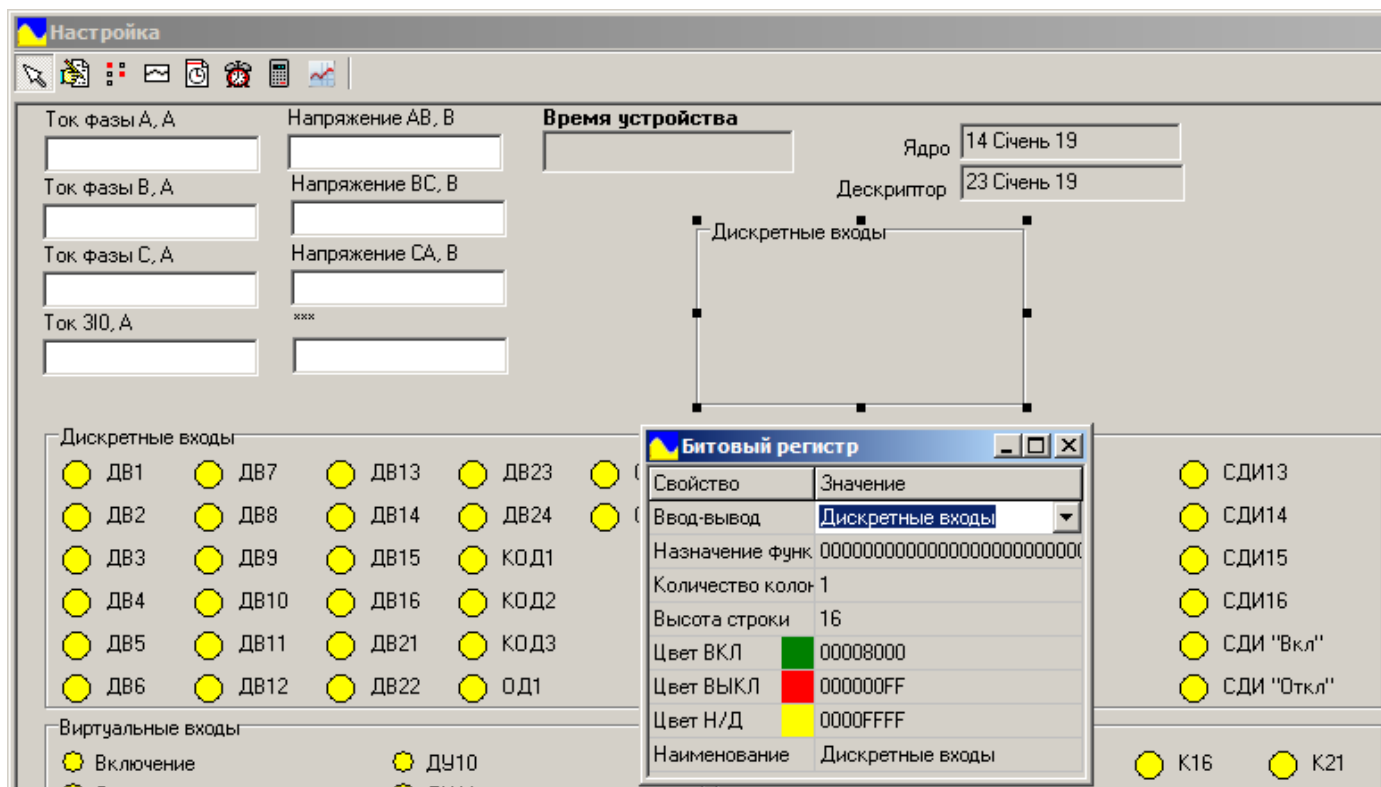 Настройка
Ток фазы А, А
Напряжение АВ, В
Время устройства
Ядро
14 Січень 19
Ток фазы В, А
Напряжение ВС, В
Дескриптор
23 Січень 19
Дискретные входы
Ток фазы С, А
Напряжение СА, В
Ток 3I0, А
***
Дискретные входы
ДВ1 ДВ7 ДВ13 ДВ23 СДИ13
ДВ2 ДВ8 ДВ14 ДВ24 СДИ14
ДВ3 ДВ9 ДВ15 КОД1 СДИ15
ДВ4 ДВ10 ДВ16 КОД2 СДИ16
ДВ5 ДВ11 ДВ21 КОД3 СДИ "Вкл"
ДВ6 ДВ12 ДВ22 ОД1 СДИ "Откл"
Битовый регистр
Свойство Значение
Ввод-вывод Дискретные входы
Назначение функ 000000000000000000000000
Количество колон 1
Высота строки 16
Цвет ВКЛ 00008000
Цвет ВЫКЛ 000000FF
Цвет Н/Д 0000FFFF
Наименование Дискретные входы
Виртуальные входы
Включение ДУ10 К16 К21